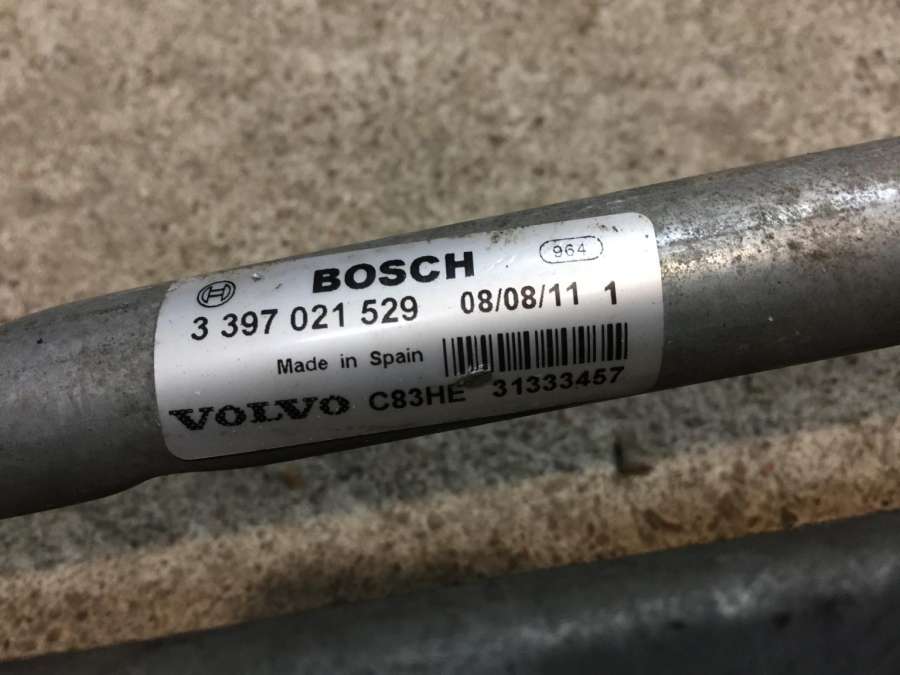 BOSCH 964
3 397 021 529 08/08/11 1
Made in Spain
VOLVO C83HE 31333457